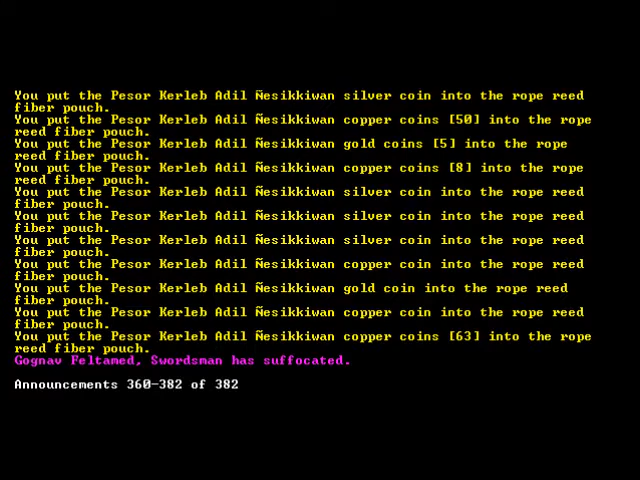 You put the Pesor Kerleb Adil Ñesikkiwan silver coin into the rope reed
fiber pouch.
You put the Pesor Kerleb Adil Ñesikkiwan copper coins [50] into the rope
reed fiber pouch.
You put the Pesor Kerleb Adil Ñesikkiwan gold coins [5] into the rope
reed fiber pouch.
You put the Pesor Kerleb Adil Ñesikkiwan copper coins [8] into the rope
reed fiber pouch.
You put the Pesor Kerleb Adil Ñesikkiwan silver coin into the rope reed
fiber pouch.
You put the Pesor Kerleb Adil Ñesikkiwan silver coin into the rope reed
fiber pouch.
You put the Pesor Kerleb Adil Ñesikkiwan silver coin into the rope reed
fiber pouch.
You put the Pesor Kerleb Adil Ñesikkiwan copper coin into the rope reed
fiber pouch.
You put the Pesor Kerleb Adil Ñesikkiwan gold coin into the rope reed
fiber pouch.
You put the Pesor Kerleb Adil Ñesikkiwan copper coin into the rope reed
fiber pouch.
You put the Pesor Kerleb Adil Ñesikkiwan copper coins [63] into the rope
reed fiber pouch.
Gognav Feltamed, Swordsman has suffocated.
Announcements 360-382 of 382